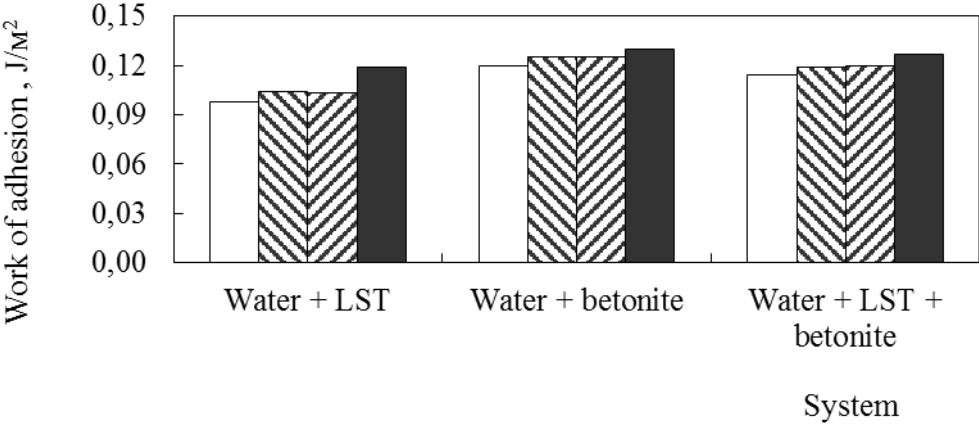 Work of adhesion , J/м²
0,15
0,12
0,09
0,06
0,03
0,00
Water + LST
Water + betonite
Water + LST +
betonite
System